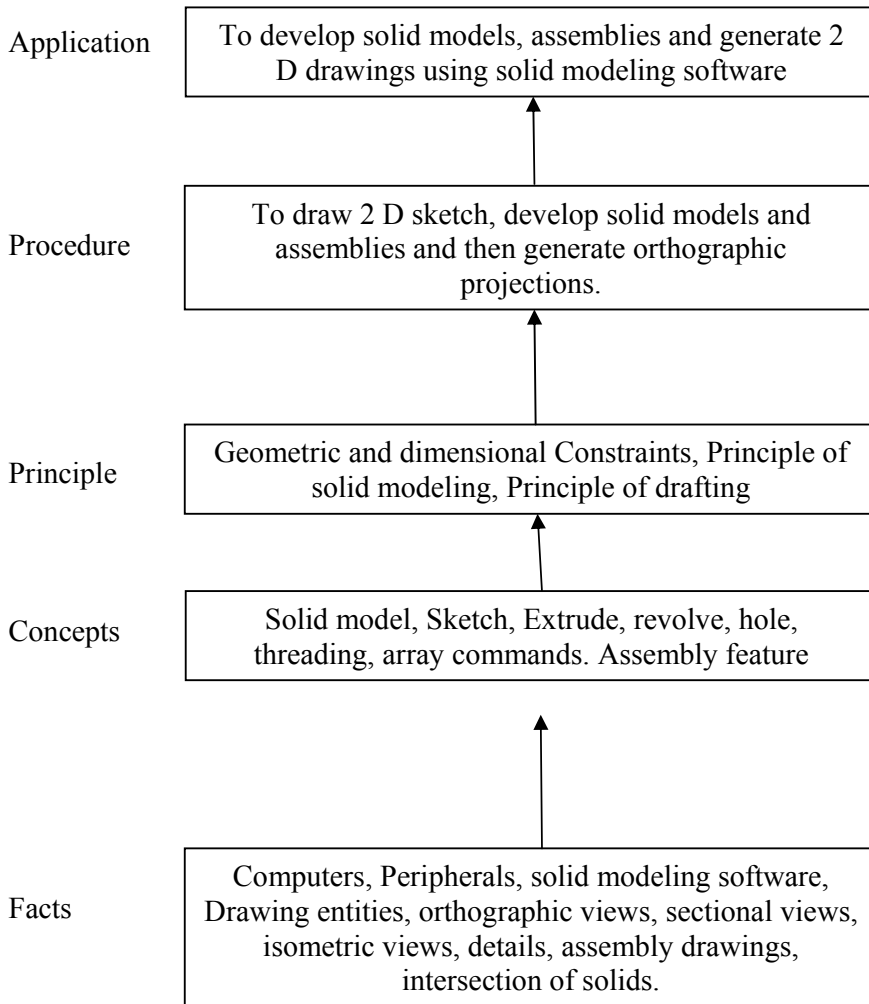 Application
To develop solid models, assemblies and generate 2
D drawings using solid modeling software
Procedure
To draw 2 D sketch, develop solid models and
assemblies and then generate orthographic
projections.
Principle
Geometric and dimensional Constraints, Principle of
solid modeling, Principle of drafting
Concepts
Solid model, Sketch, Extrude, revolve, hole,
threading, array commands. Assembly feature
Facts
Computers, Peripherals, solid modeling software,
Drawing entities, orthographic views, sectional views,
isometric views, details, assembly drawings,
intersection of solids.